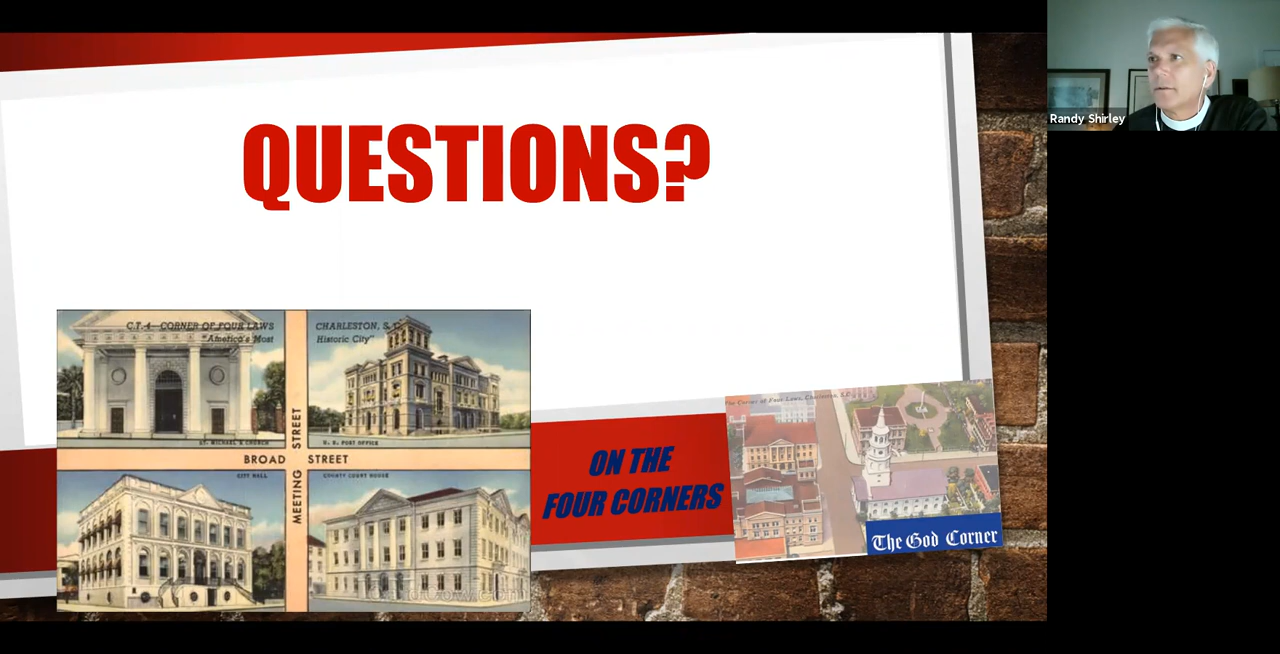 QUESTIONS?
Randy Shirley
C.T.4—CORNER OF FOUR LAWS
"America's Most
CHARLESTON, S.
Historic City"
ST. MICHAEL'S CHURCH
U. S. POST OFFICE
BROAD STREET
MEETING STREET
CITY HALL
COUNTY COURT HOUSE
ON THE
FOUR CORNERS
The Corner of Four Laws, Charleston, S.C.
The God Corner